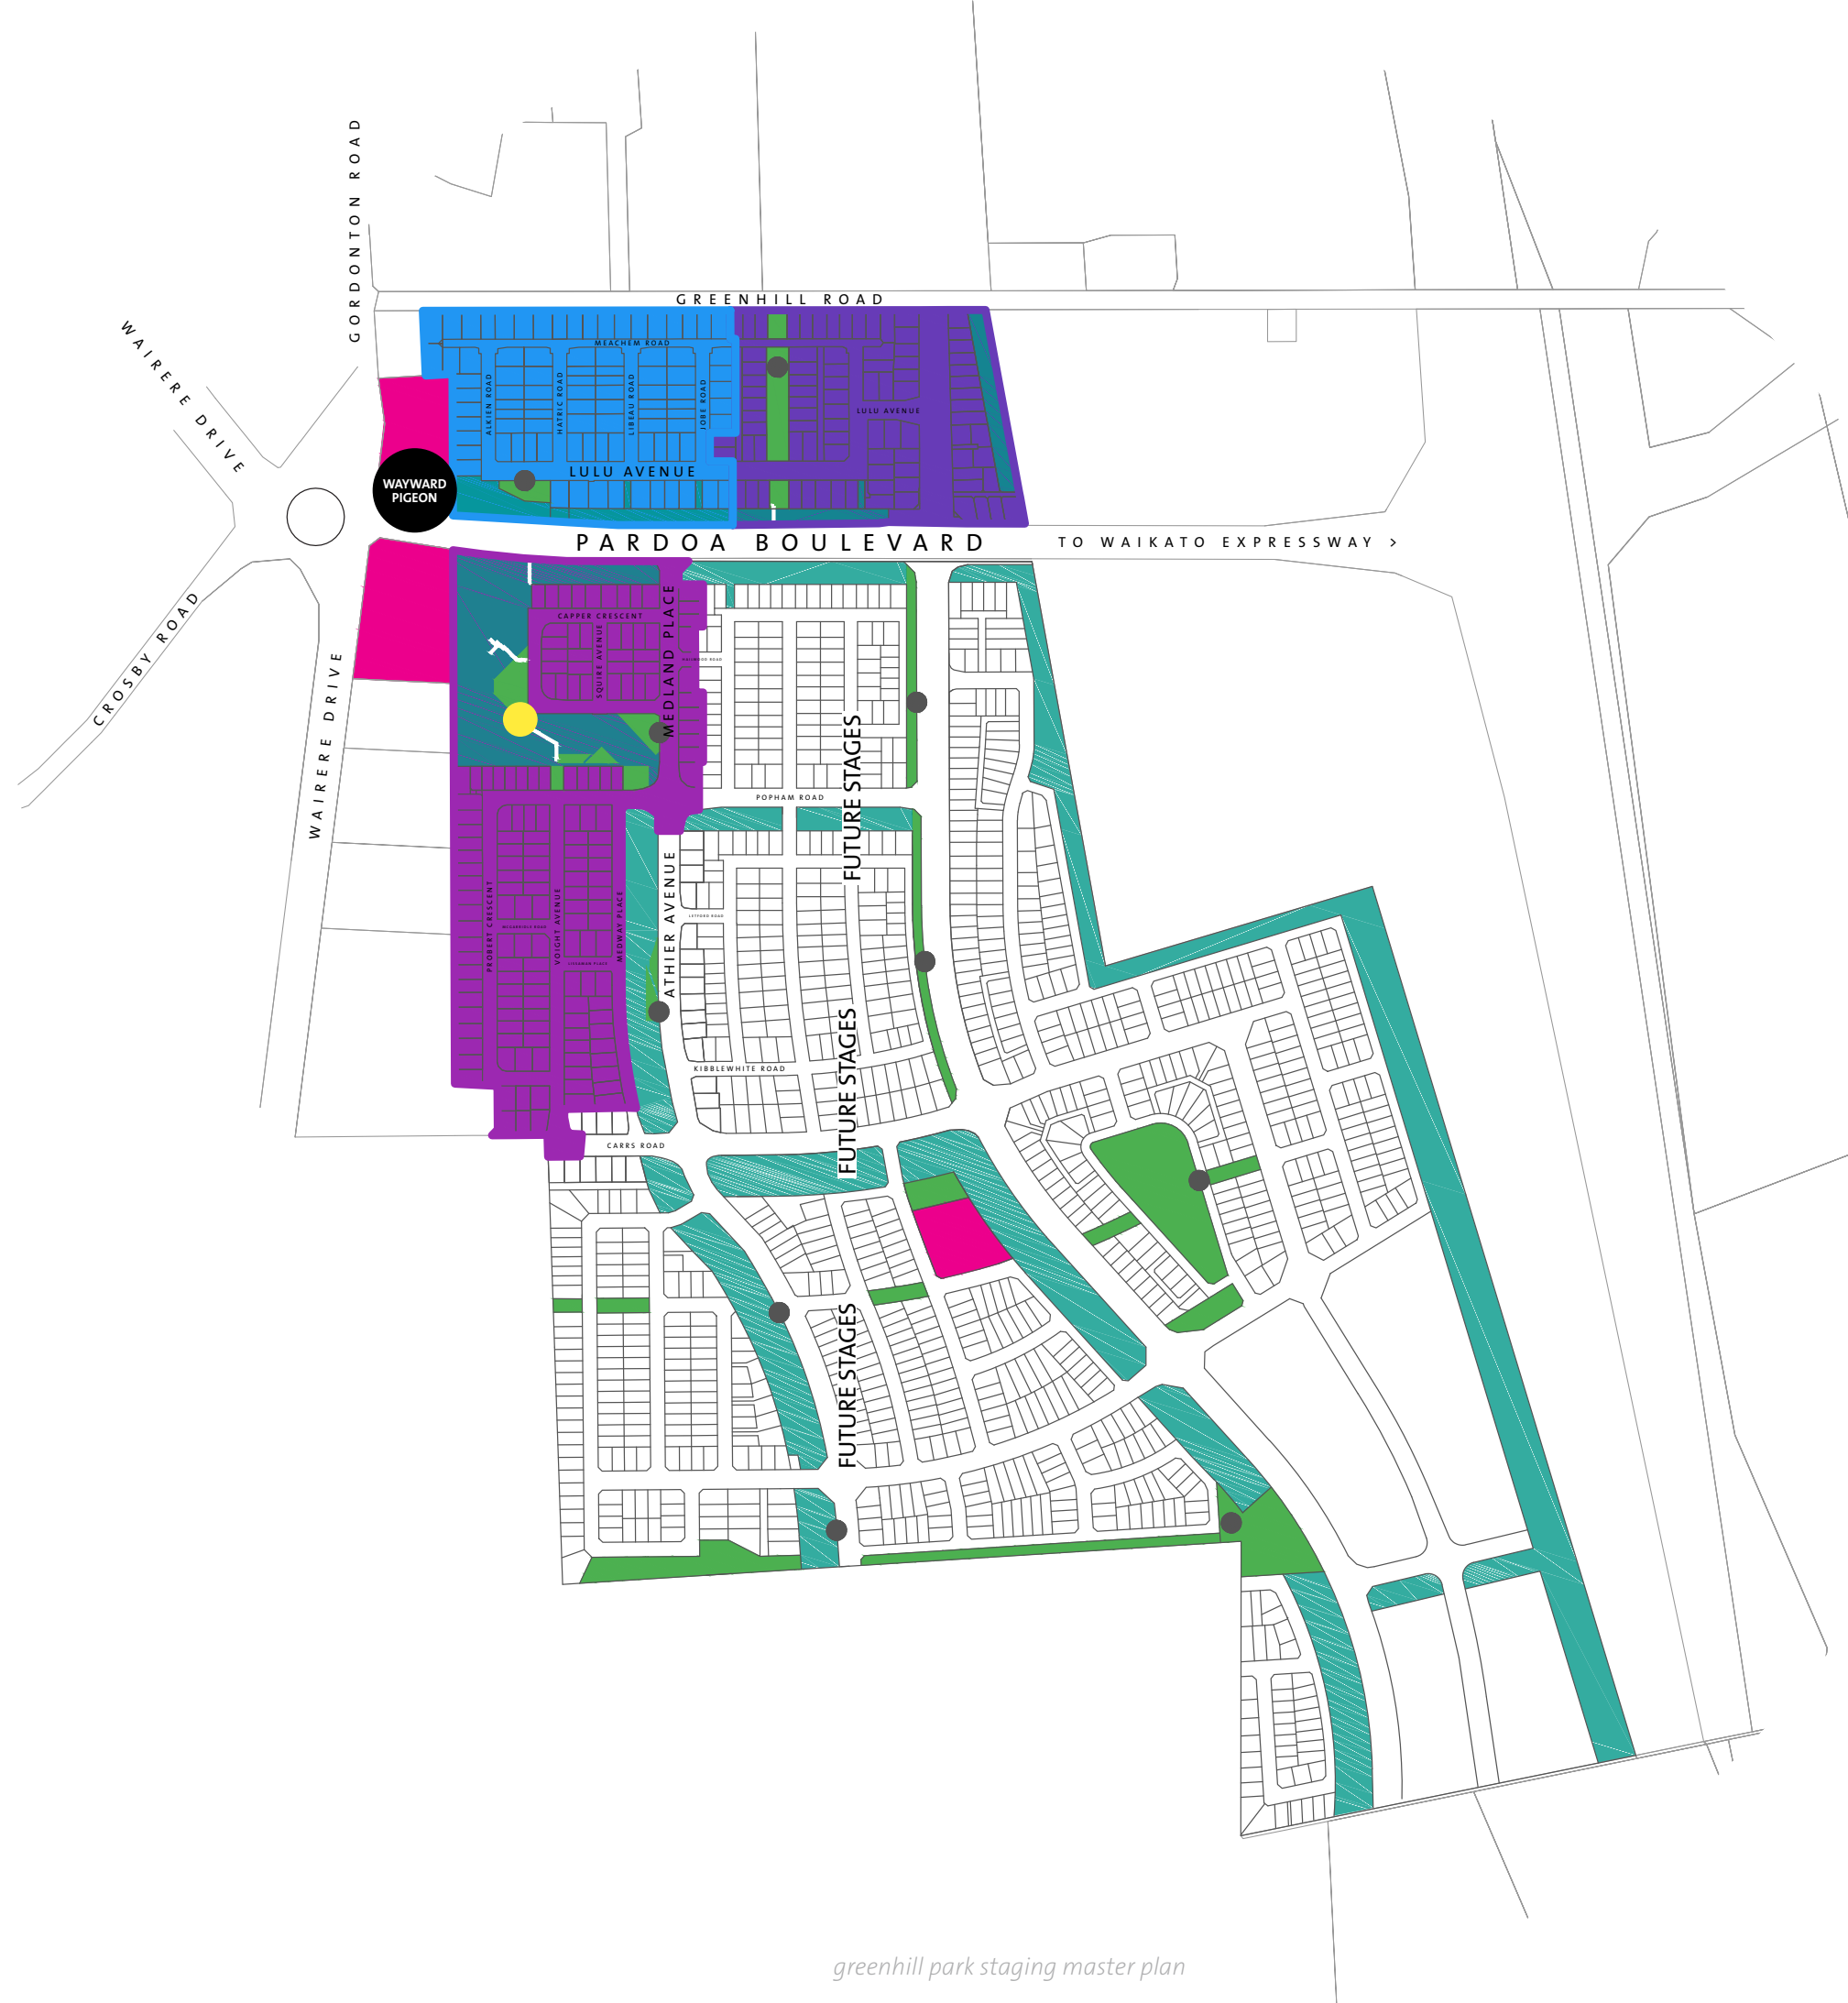 GORDONTON ROAD
GREENHILL ROAD
WAIRERE DRIVE
MEACHEM ROAD
ALKIEN ROAD
HATRIC ROAD
LIBEAU ROAD
JOBE ROAD
LULU AVENUE
LULU AVENUE
WAYWARD
PIGEON
PARDOA BOULEVARD
TO WAIKATO EXPRESSWAY >
CROSBY ROAD
WAIRERE DRIVE
CAPPER CRESCENT
SQUIRE AVENUE
MEDLAND PLACE
FUTURE STAGES
POPHAM ROAD
PROBERT CRESCENT
VOIGHT AVENUE
MEDWAY PLACE
ATHIER AVENUE
LETFORD ROAD
FUTURE STAGES
KIBBLEWHITE ROAD
CARRS ROAD
FUTURE STAGES
greenhill park staging master plan